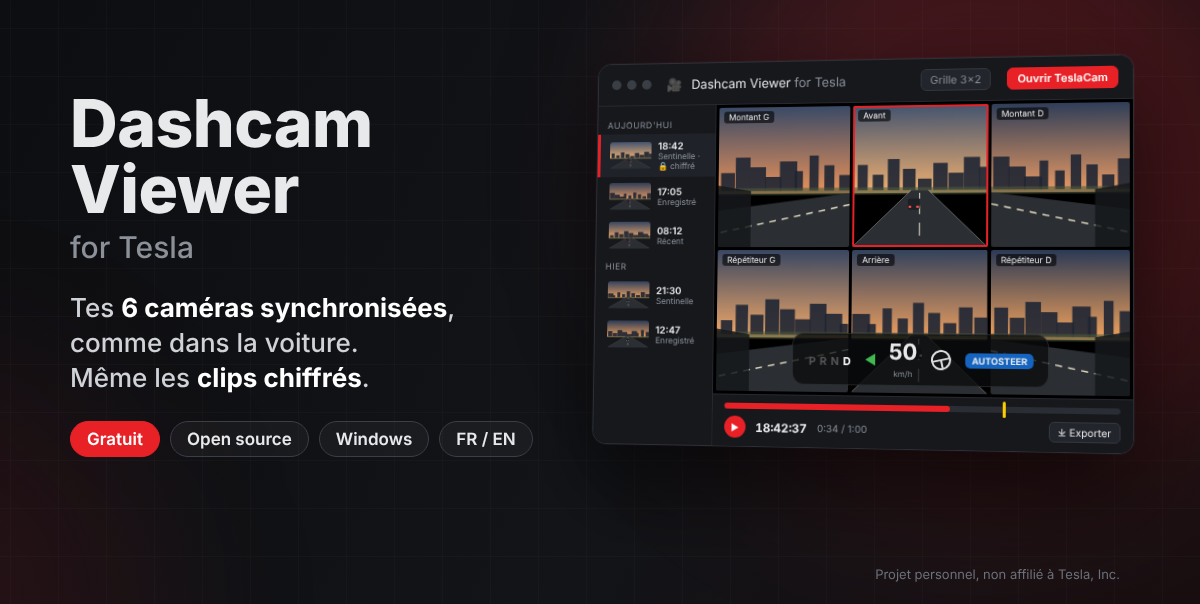 Dashcam
Viewer
for Tesla
Tes 6 caméras synchronisées,
comme dans la voiture.
Même les clips chiffrés.
Gratuit
Open source
Windows
FR / EN
Dashcam Viewer for Tesla
Grille 3×2
Ouvrir TeslaCam
AUJOURD'HUI
18:42
Sentinelle ·
chiffré
17:05
Enregistré
08:12
Récent
HIER
21:30
Sentinelle
12:47
Enregistré
Montant G
Avant
Montant D
Répétiteur G
Arrière
Répétiteur D
P R N D
50
km/h
AUTOSTEER
18:42:37
0:34 / 1:00
Exporter
Projet personnel, non affilié à Tesla, Inc.